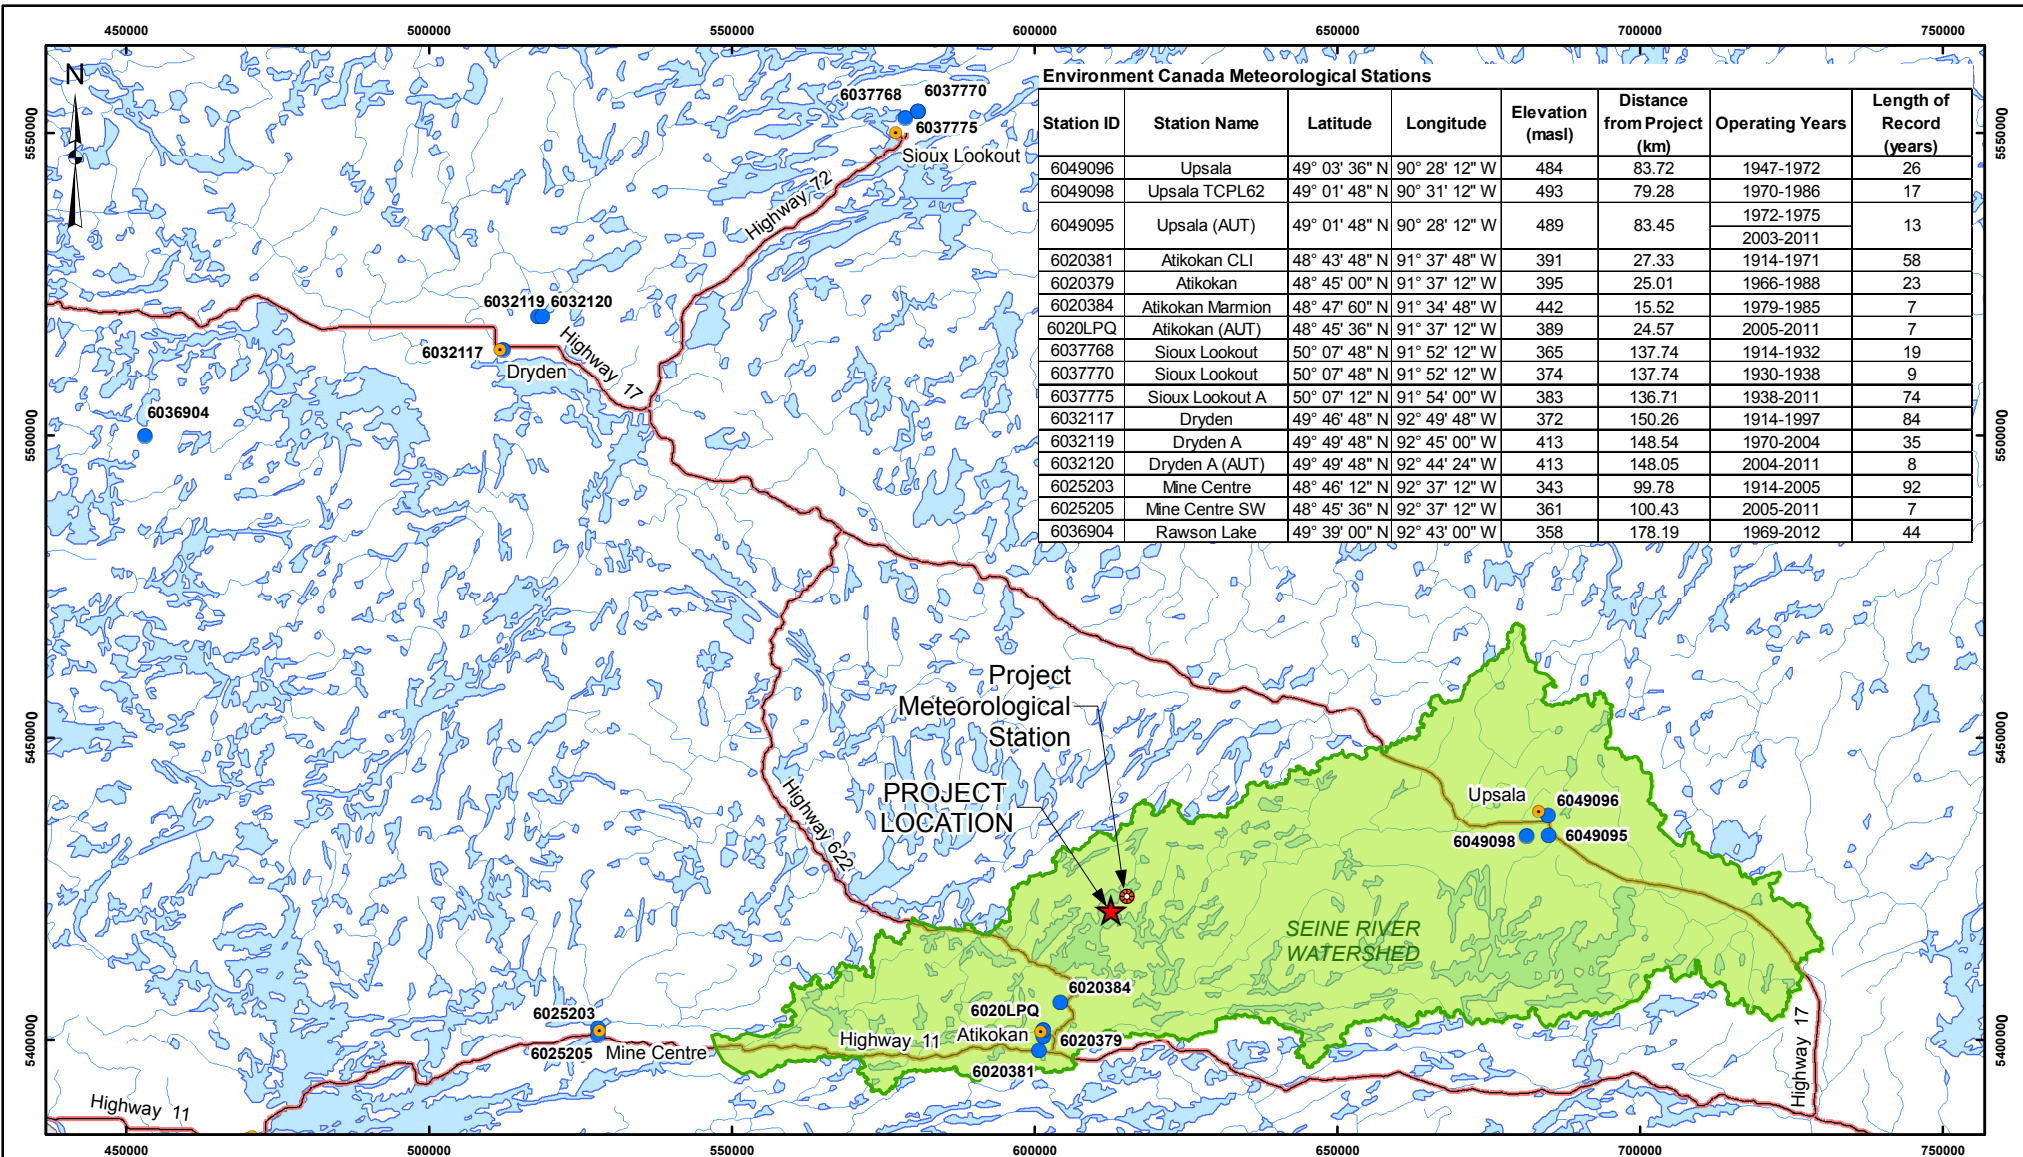 450000 500000 550000 600000 650000 700000 750000
N
Environment Canada Meteorological Stations
Station ID Station Name Latitude Longitude Elevation (masl) Distance from Project (km) Operating Years Length of Record (years)
6049096 Upsala 49° 03' 36" N 90° 28' 12" W 484 83.72 1947-1972 26
6049098 Upsala TCPL62 49° 01' 48" N 90° 31' 12" W 493 79.28 1970-1986 17
6049095 Upsala (AUT) 49° 01' 48" N 90° 28' 12" W 489 83.45 1972-1975 2003-2011 13
6020381 Atikokan CLI 48° 43' 48" N 91° 37' 48" W 391 27.33 1914-1971 58
6020379 Atikokan 48° 45' 00" N 91° 37' 12" W 395 25.01 1966-1988 23
6020384 Atikokan Marmion 48° 47' 60" N 91° 34' 48" W 442 15.52 1979-1985 7
6020LPQ Atikokan (AUT) 48° 45' 36" N 91° 37' 12" W 389 24.57 2005-2011 7
6037768 Sioux Lookout 50° 07' 48" N 91° 52' 12" W 365 137.74 1914-1932 19
6037770 Sioux Lookout 50° 07' 48" N 91° 52' 12" W 374 137.74 1930-1938 9
6037775 Sioux Lookout A 50° 07' 12" N 91° 54' 00" W 383 136.71 1938-2011 74
6032117 Dryden 49° 46' 48" N 92° 49' 48" W 372 150.26 1914-1997 84
6032119 Dryden A 49° 49' 48" N 92° 45' 00" W 413 148.54 1970-2004 35
6032120 Dryden A (AUT) 49° 49' 48" N 92° 44' 24" W 413 148.05 2004-2011 8
6025203 Mine Centre 48° 46' 12" N 92° 37' 12" W 343 99.78 1914-2005 92
6025205 Mine Centre SW 48° 45' 36" N 92° 37' 12" W 361 100.43 2005-2011 7
6036904 Rawson Lake 49° 39' 00" N 92° 43' 00" W 358 178.19 1969-2012 44
6037768 6037770
6037775
Sioux Lookout
Highway 72
6032119 6032120
6032117
Dryden
Highway 17
6036904
5550000 5550000
5500000 5500000
5450000 5450000
5400000 5400000
Project
Meteorological
Station
PROJECT
LOCATION
Highway 622
Upsala
6049096
6049098
6049095
SEINE RIVER
WATERSHED
6020384
6020LPQ
Atikokan
6020379
6020381
Highway 11
6025203
6025205
Mine Centre
Highway 11
Highway 17
450000 500000 550000 600000 650000 700000 750000